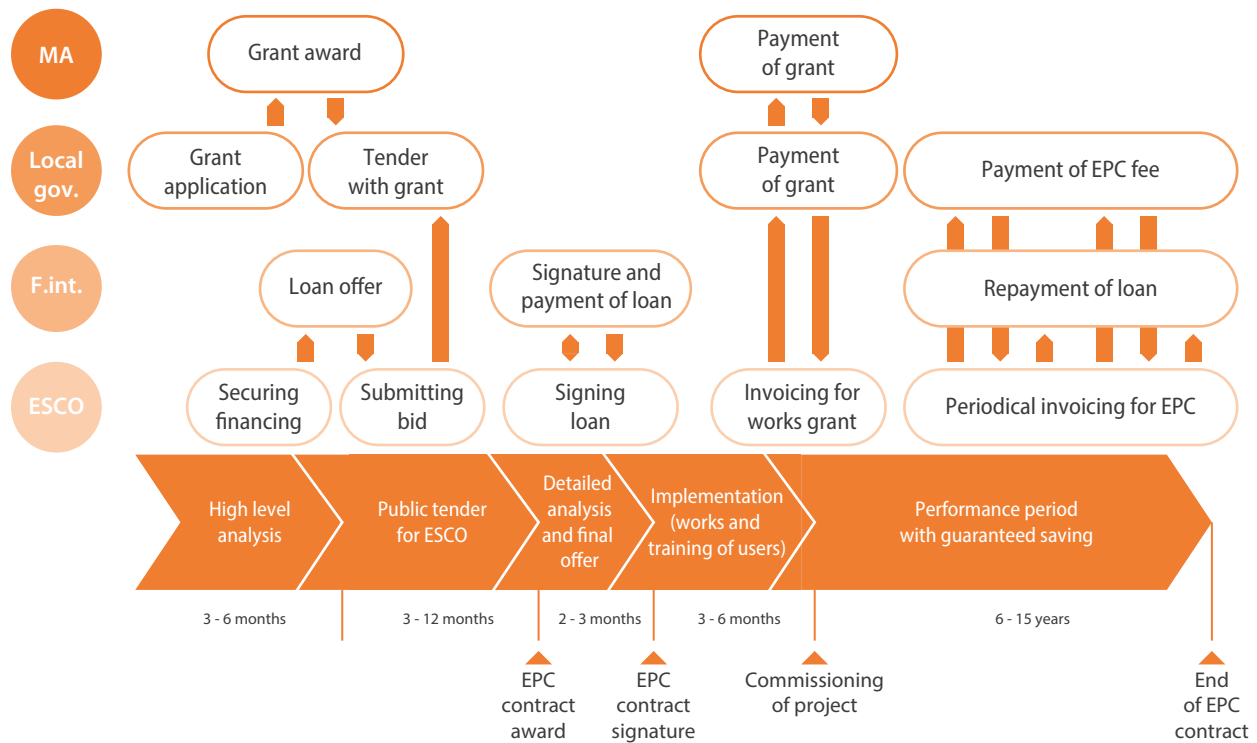 MA
Grant award
Payment
of grant
Local
gov.
Grant
application
Tender
with grant
Payment
of grant
Payment of EPC fee
F.int.
Loan offer
Signature and
payment of loan
Repayment of loan
ESCO
Securing
financing
Submitting
bid
Signing
loan
Invoicing for
works grant
Periodical invoicing for EPC
High level
analysis
Public tender
for ESCO
Detailed
analysis
and final
offer
Implementation
(works and
training of users)
Performance period
with guaranteed saving
3 - 6 months
3 - 12 months
2 - 3 months
3 - 6 months
6 - 15 years
EPC
contract
award
EPC
contract
signature
Commissioning
of project
End
of EPC
contract